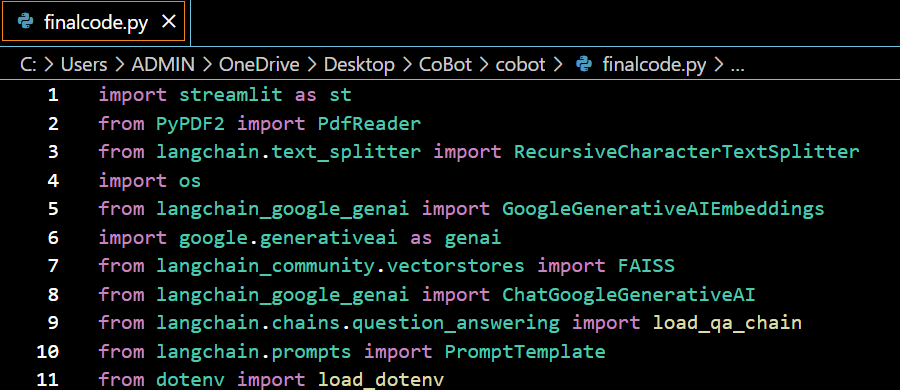 finalcode.py ×
C: > Users > ADMIN > OneDrive > Desktop > CoBot > cobot > finalcode.py > ...
1 import streamlit as st
2 from PyPDF2 import PdfReader
3 from langchain.text_splitter import RecursiveCharacterTextSplitter
4 import os
5 from langchain_google_genai import GoogleGenerativeAIEmbeddings
6 import google.generativeai as genai
7 from langchain_community.vectorstores import FAISS
8 from langchain_google_genai import ChatGoogleGenerativeAI
9 from langchain.chains.question_answering import load_qa_chain
10 from langchain.prompts import PromptTemplate
11 from dotenv import load_dotenv